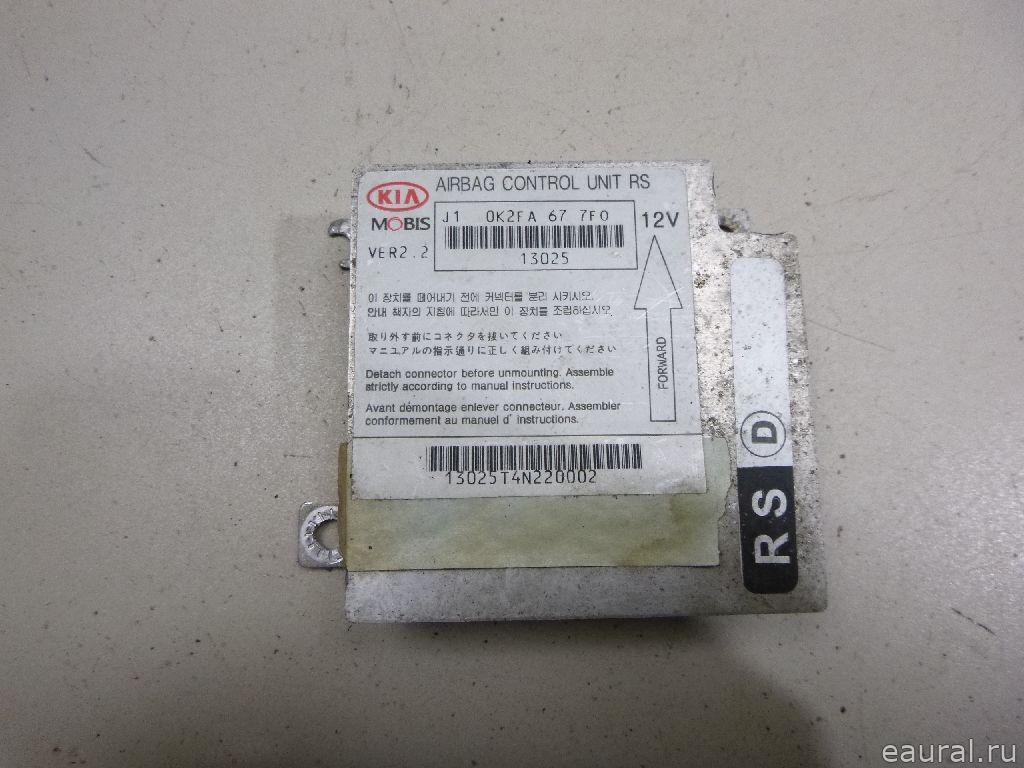 KIA
AIRBAG CONTROL UNIT RS
MOBIS
J1 0K2FA 67 7F0
12V
VER2.2
13025
이 장치를 떼어내기 전에 커넥터를 분리 시키시오.
안내 책자의 지침에 따라서만 이 장치를 조립하십시오.
取り外す前にコネクタを抜いてください
マニュアルの指示通りに正しく組み付けてください
Detach connector before unmounting. Assemble
strictly according to manual instructions.
Avant démontage enlever connecteur. Assembler
conformement au manuel d' instructions.
FORWARD
13025T4N220002
RS D
eaural.ru